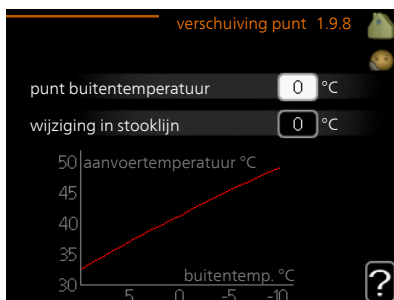 verschuiving punt 1.9.8
punt buitentemperatuur 0 °C
wijziging in stooklijn 0 °C
aanvoertemperatuur °C
50
45
40
35
30
buitentemp. °C
5 0 -5 -10
?